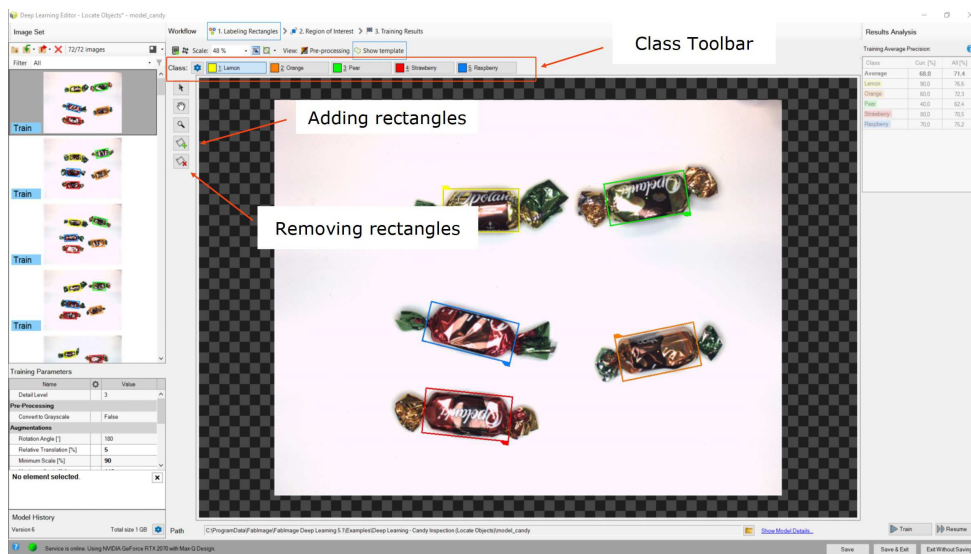 Deep Learning Editor - Locate Objects* - model_candy
Image Set
Workflow 1. Labeling Rectangles > 2. Region of Interest > 3. Training Results
Results Analysis
72/72 images
Scale: 48 % View: Pre-processing Show template
Class Toolbar
Training Average Precision:
Filter All
Class: 1: Lemon 2: Orange 3: Pear 4: Strawberry 5: Raspberry
Class Curr. [%] All [%]
Average 68,0 71,4
Lemon 90,0 76,6
Orange 60,0 72,3
Pear 40,0 62,4
Strawberry 80,0 70,5
Raspberry 70,0 75,2
Train
Adding rectangles
Train
Removing rectangles
Train
Train
Opolanki
Training Parameters
Name Value
Detail Level 3
Pre-Processing
Convert to Grayscale False
Augmentations
Rotation Angle [°] 180
Relative Translation [%] 5
Minimum Scale [%] 90
No element selected.
Model History
Version 6 Total size 1 GB
Path C:\ProgramData\FabImage\FabImage Deep Learning 5.1\Examples\Deep Learning - Candy Inspection (Locate Objects)\model_candy
Show Model Details...
Train Resume
Service is online. Using NVIDIA GeForce RTX 2070 with Max-Q Design.
Save Save & Exit Exit Without Saving